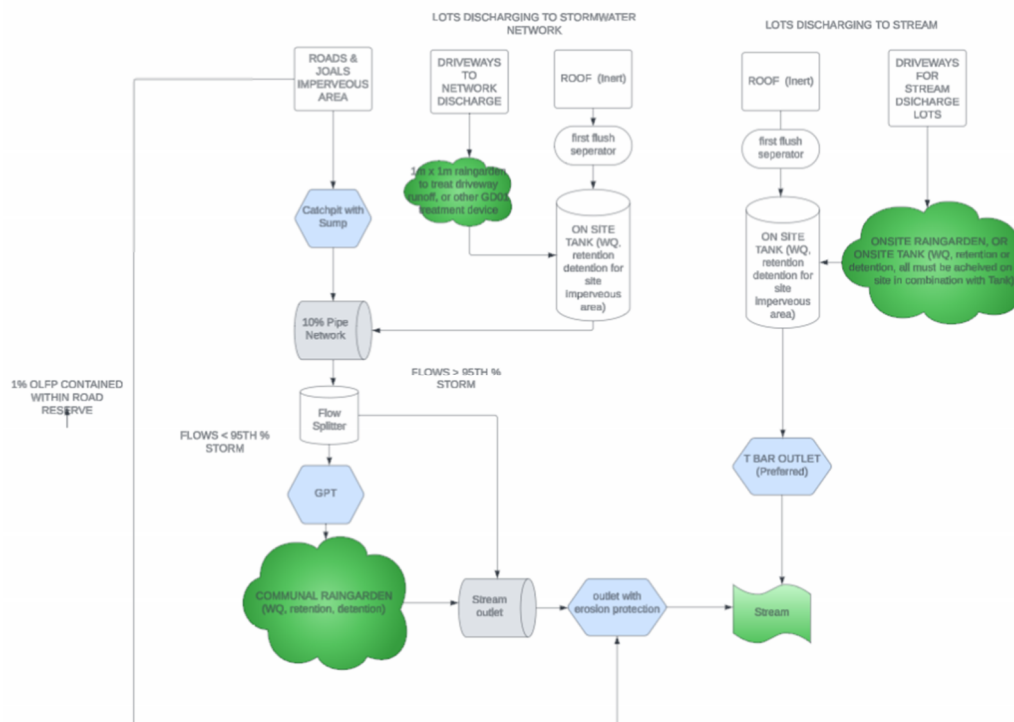 LOTS DISCHARGING TO STORMWATER
NETWORK
LOTS DISCHARGING TO STREAM
ROADS &
JOALS
IMPERVEOUS
AREA
DRIVEWAYS
TO
NETWORK
DISCHARGE
ROOF (Inert)
ROOF (Inert)
DRIVEWAYS
FOR
STREAM
DSICHARGE
LOTS
first flush
seperator
first flush
seperator
1m x 1m raingarden
to treat driveway
runoff, or other GD01
treatment device
Catchpit with
Sump
ON SITE
TANK (WQ,
retention
detention for
site
imperveous
area)
ON SITE
TANK (WQ,
retention
detention for
site
imperveous
area)
ONSITE RAINGARDEN, OR
ONSITE TANK (WQ, retention or
detention, all must be acheived on
site in combination with Tank)
10% Pipe
Network
FLOWS > 95TH %
STORM
1% OLFP CONTAINED
WITHIN ROAD
RESERVE
Flow
Splitter
FLOWS < 95TH %
STORM
GPT
T BAR OUTLET
(Preferred)
COMMUNAL RAINGARDEN
(WQ, retention, detention)
Stream
outlet
outlet with
erosion protection
Stream